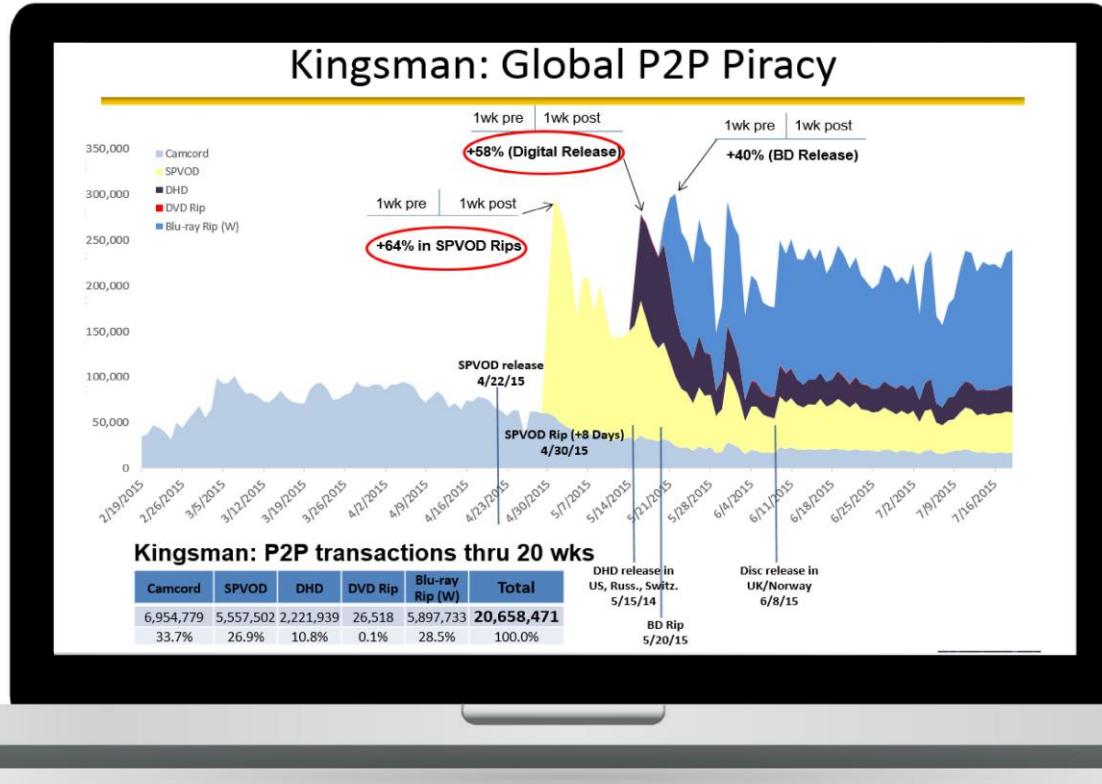 Kingsman: Global P2P Piracy
1wk pre 1wk post
+58% (Digital Release)
1wk pre 1wk post
+40% (BD Release)
1wk pre 1wk post
+64% in SPVOD Rips
350,000
300,000
250,000
200,000
150,000
100,000
50,000
0
Camcord
SPVOD
DHD
DVD Rip
Blu-ray Rip (W)
SPVOD release
4/22/15
SPVOD Rip (+8 Days)
4/30/15
2/19/2015
2/26/2015
3/5/2015
3/12/2015
3/19/2015
3/26/2015
4/2/2015
4/9/2015
4/16/2015
4/23/2015
4/30/2015
5/7/2015
5/14/2015
5/21/2015
5/28/2015
6/4/2015
6/11/2015
6/18/2015
6/25/2015
7/2/2015
7/9/2015
7/16/2015
DHD release in
US, Russ., Switz.
5/15/14
BD Rip
5/20/15
Disc release in
UK/Norway
6/8/15
Kingsman: P2P transactions thru 20 wks
Camcord SPVOD DHD DVD Rip Blu-ray Rip (W) Total
6,954,779 5,557,502 2,221,939 26,518 5,897,733 20,658,471
33.7% 26.9% 10.8% 0.1% 28.5% 100.0%